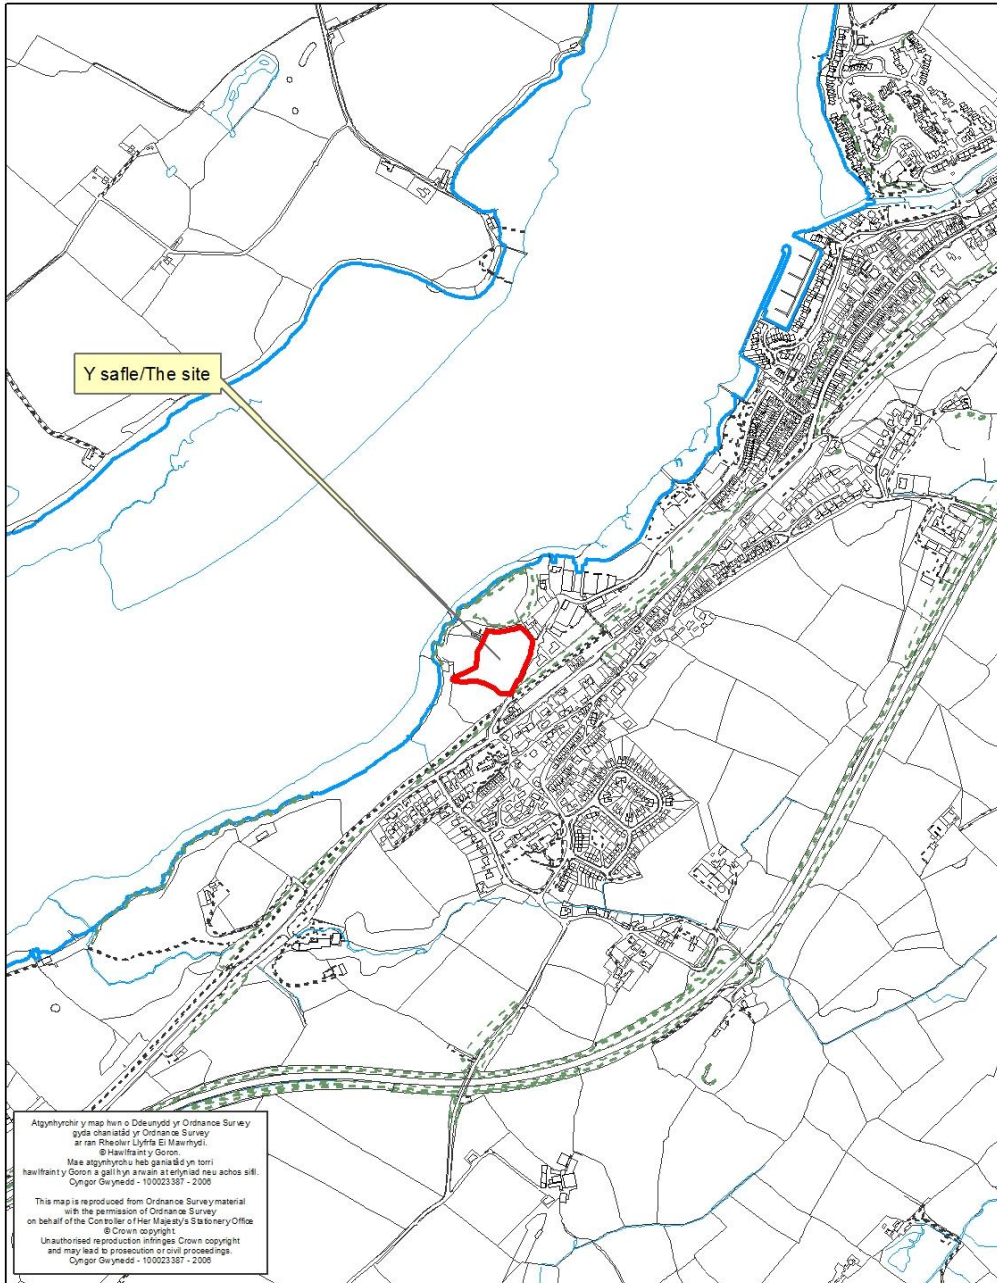 Y safle/The site
Atgynhyrchir y map hwn o Ddeunydd yr Ordnance Survey
gyda chaniatâd yr Ordnance Survey
ar ran Rheolwr Llyfrfa Ei Mawrhydi.
© Hawlfraint y Goron.
Mae atgynhyrchu heb ganiatâd yn torri
hawlfraint y Goron a gall hyn arwain at erlyniad neu achos sifil.
Cyngor Gwynedd - 100023387 - 2006
This map is reproduced from Ordnance Survey material
with the permission of Ordnance Survey
on behalf of the Controller of Her Majesty's Stationery Office
© Crown copyright.
Unauthorised reproduction infringes Crown copyright
and may lead to prosecution or civil proceedings.
Cyngor Gwynedd - 100023387 - 2006